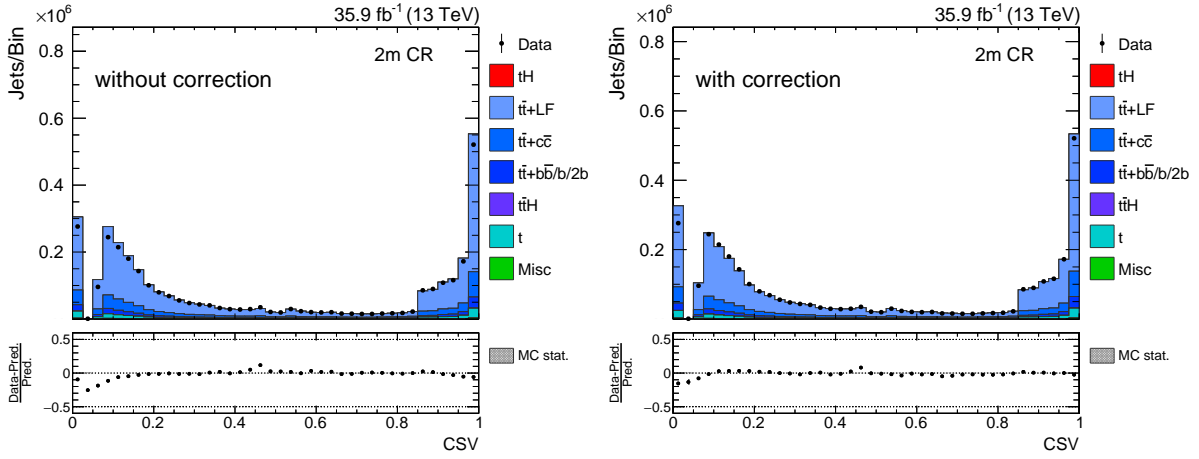 ×10⁶ 35.9 fb⁻¹ (13 TeV)
Jets/Bin
0.8
0.6
0.4
0.2
without correction
2m CR
Data
tH
tt̄+LF
tt̄+cc̄
tt̄+bb̄/b/2b
tt̄H
t
Misc
Data-Pred.
Pred.
0.5
0
−0.5
MC stat.
0 0.2 0.4 0.6 0.8 1
CSV
×10⁶ 35.9 fb⁻¹ (13 TeV)
Jets/Bin
0.8
0.6
0.4
0.2
with correction
2m CR
Data
tH
tt̄+LF
tt̄+cc̄
tt̄+bb̄/b/2b
tt̄H
t
Misc
Data-Pred.
Pred.
0.5
0
−0.5
MC stat.
0 0.2 0.4 0.6 0.8 1
CSV